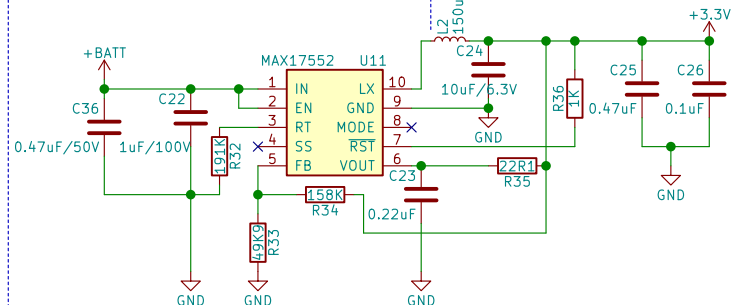 +3.3V
L2
150u
+BATT
MAX17552
U11
C24
10uF/6.3V
C25
0.47uF
C26
0.1uF
R36
1K
C36
0.47uF/50V
C22
1uF/100V
1 IN
2 EN
3 RT
4 SS
5 FB
LX 10
GND 9
MODE 8
RST 7
VOUT 6
191K
R32
GND
GND
C23
0.22uF
22R1
R35
158K
R34
49K9
R33
GND
GND
GND